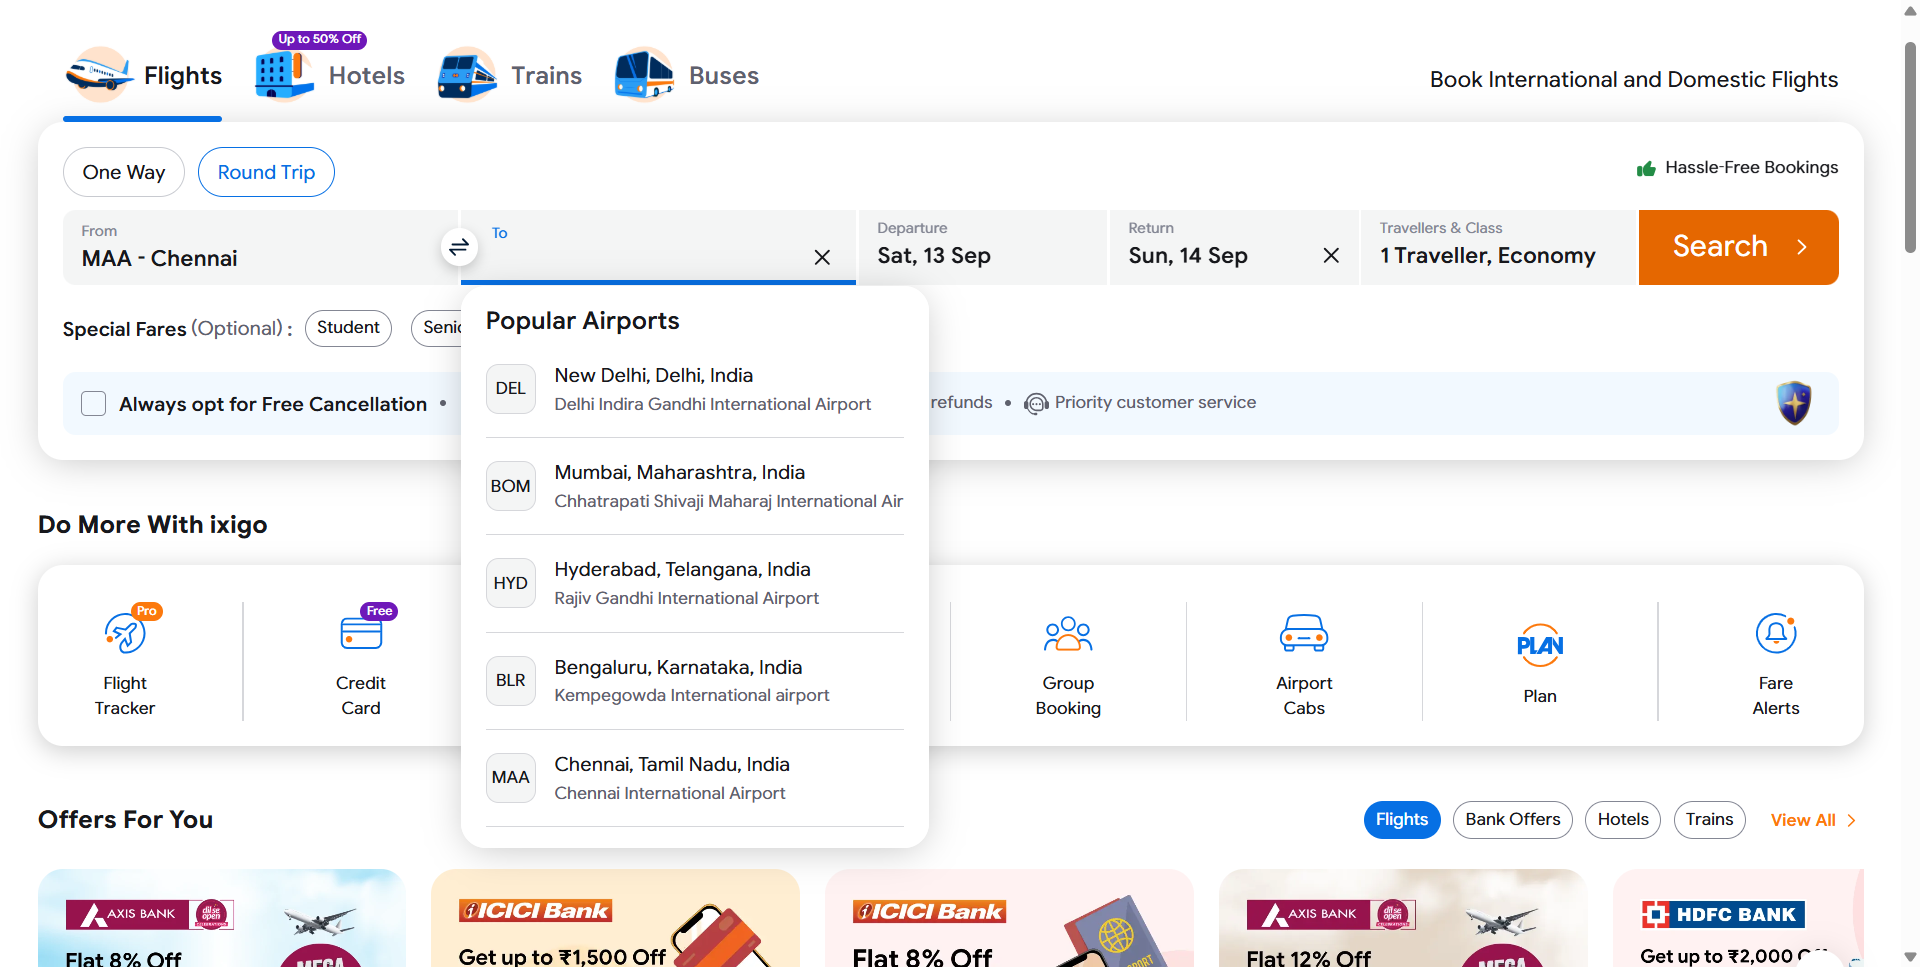 Up to 50% Off
Flights
Hotels
Trains
Buses
Book International and Domestic Flights
One Way
Round Trip
Hassle-Free Bookings
From
MAA - Chennai
To
Departure
Sat, 13 Sep
Return
Sun, 14 Sep
Travellers & Class
1 Traveller, Economy
Search
Special Fares (Optional) :
Student
Popular Airports
DEL
New Delhi, Delhi, India
Delhi Indira Gandhi International Airport
Always opt for Free Cancellation •
refunds • Priority customer service
BOM
Mumbai, Maharashtra, India
Chhatrapati Shivaji Maharaj International Air
Do More With ixigo
HYD
Hyderabad, Telangana, India
Rajiv Gandhi International Airport
BLR
Bengaluru, Karnataka, India
Kempegowda International airport
MAA
Chennai, Tamil Nadu, India
Chennai International Airport
Pro
Flight
Tracker
Free
Credit
Card
Group
Booking
Airport
Cabs
PLAN
Plan
Fare
Alerts
Offers For You
Flights
Bank Offers
Hotels
Trains
View All
AXIS BANK
dil se
open
Flat 8% Off
MEGA
ICICI Bank
Get up to ₹1,500 Off
ICICI Bank
Flat 8% Off
AXIS BANK
dil se
open
Flat 12% Off
MEGA
HDFC BANK
Get up to ₹2,000